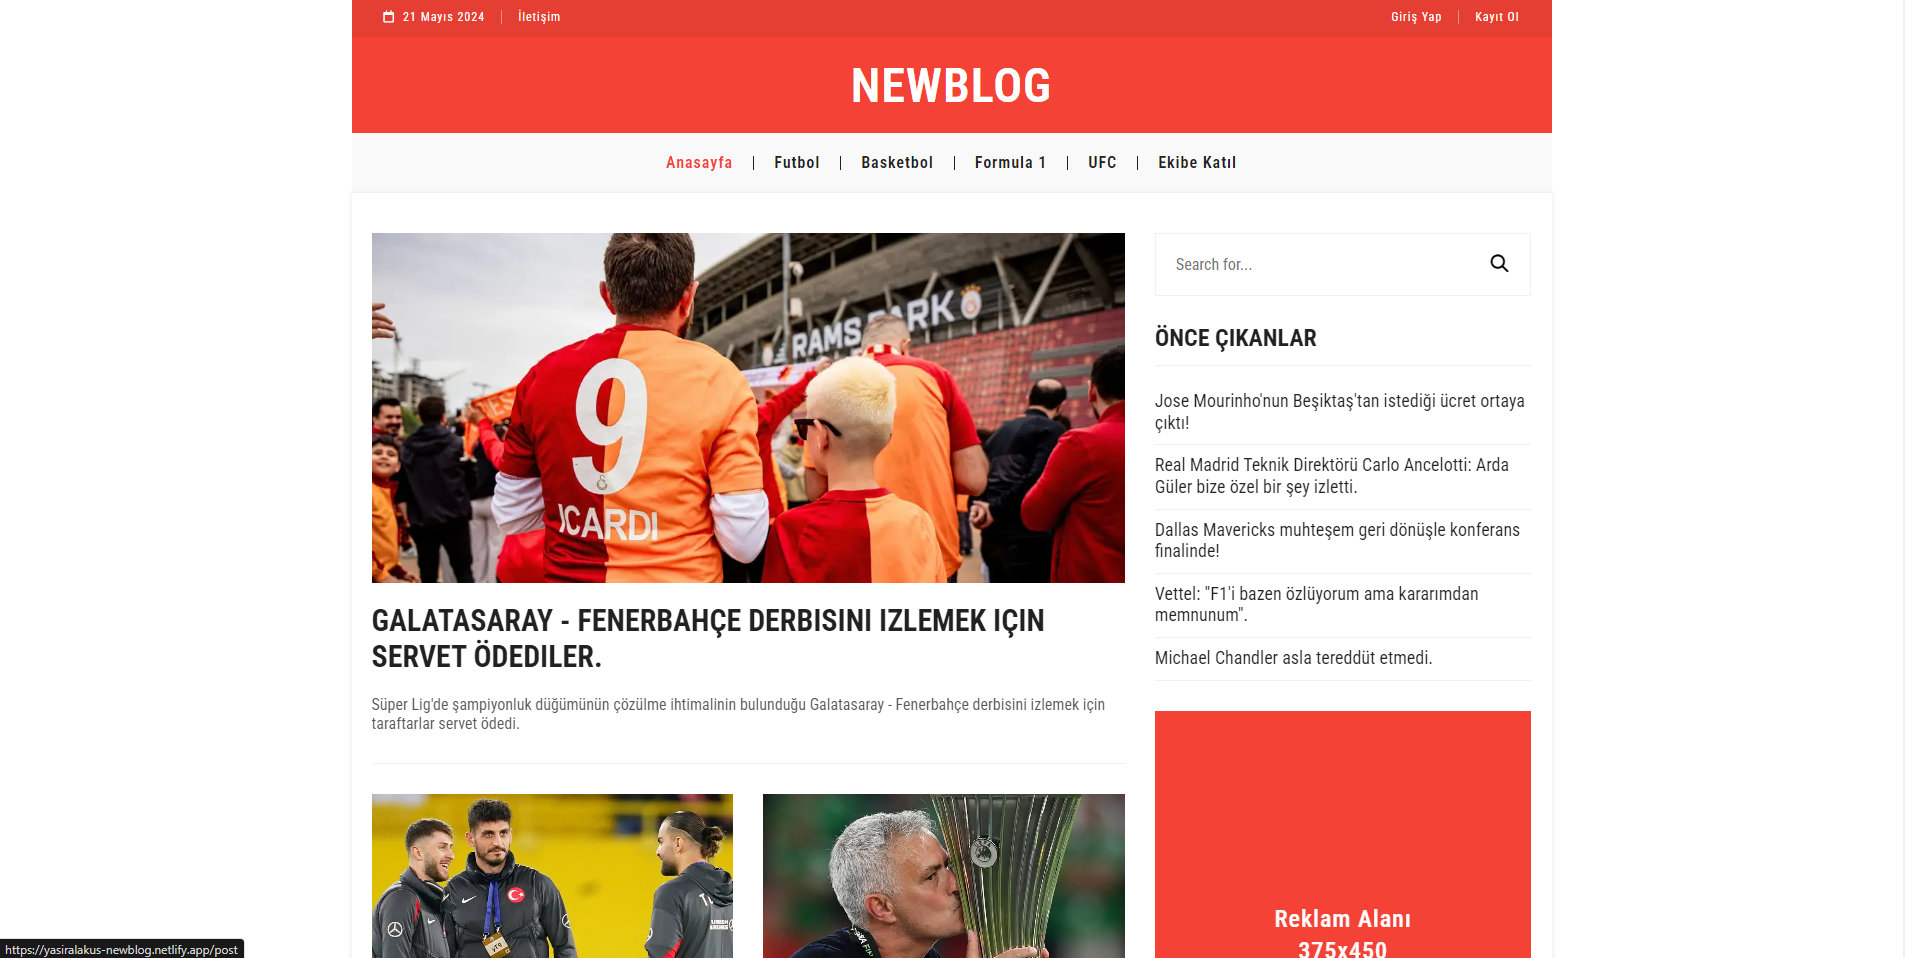 21 Mayıs 2024
İletişim
Giriş Yap
Kayıt Ol
NEWBLOG
Anasayfa
Futbol
Basketbol
Formula 1
UFC
Ekibe Katıl
RAMS PARK
9
ICARDI
GALATASARAY - FENERBAHÇE DERBISINI IZLEMEK IÇIN
SERVET ÖDEDILER.
Süper Lig'de şampiyonluk düğümünün çözülme ihtimalinin bulunduğu Galatasaray - Fenerbahçe derbisini izlemek için
taraftarlar servet ödedi.
Search for...
ÖNCE ÇIKANLAR
Jose Mourinho'nun Beşiktaş'tan istediği ücret ortaya
çıktı!
Real Madrid Teknik Direktörü Carlo Ancelotti: Arda
Güler bize özel bir şey izletti.
Dallas Mavericks muhteşem geri dönüşle konferans
finalinde!
Vettel: "F1'i bazen özlüyorum ama kararımdan
memnunum".
Michael Chandler asla tereddüt etmedi.
Reklam Alanı
375x450
https://yasiralakus-newblog.netlify.app/post